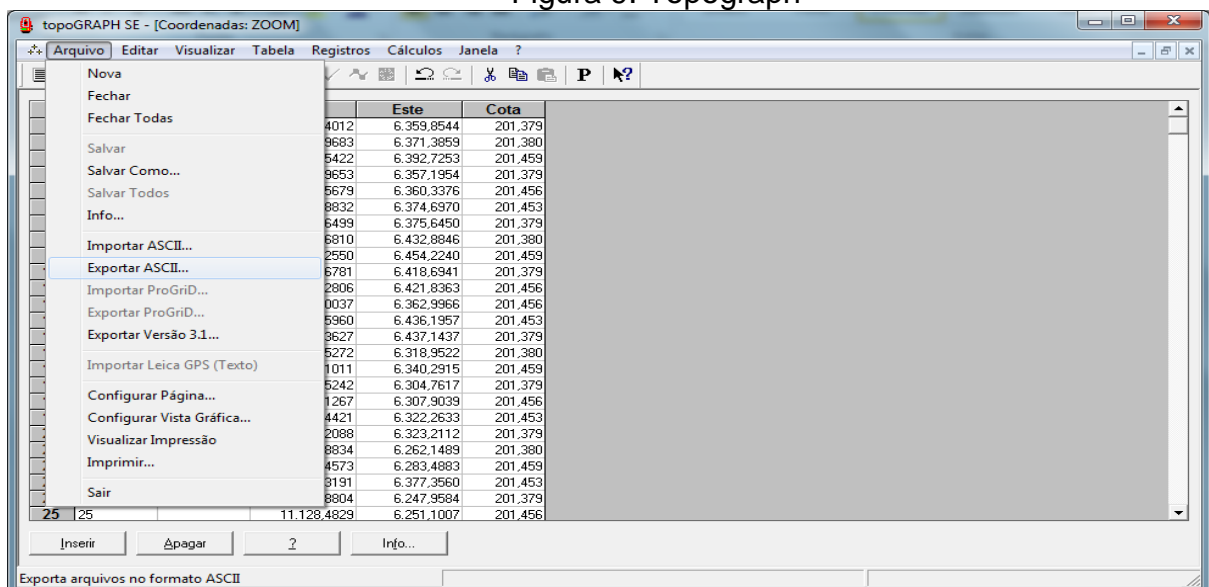 topoGRAPH SE - [Coordenadas: ZOOM]
Arquivo Editar Visualizar Tabela Registros Cálculos Janela ?
P
Nova
Fechar
Fechar Todas
Salvar
Salvar Como...
Salvar Todos
Info...
Importar ASCII...
Exportar ASCII...
Importar ProGriD...
Exportar ProGriD...
Exportar Versão 3.1...
Importar Leica GPS (Texto)
Configurar Página...
Configurar Vista Gráfica...
Visualizar Impressão
Imprimir...
Sair
Este Cota
4012 6.359,8544 201,379
9683 6.371,3859 201,380
5422 6.392,7253 201,459
9653 6.357,1954 201,379
5679 6.360,3376 201,456
8832 6.374,6970 201,453
6499 6.375,6450 201,379
6810 6.432,8846 201,380
2550 6.454,2240 201,459
6781 6.418,6941 201,379
2806 6.421,8363 201,456
0037 6.362,9966 201,456
5960 6.436,1957 201,453
3627 6.437,1437 201,379
5272 6.318,9522 201,380
1011 6.340,2915 201,459
5242 6.304,7617 201,379
1267 6.307,9039 201,456
4421 6.322,2633 201,453
2088 6.323,2112 201,379
8834 6.262,1489 201,380
4573 6.283,4883 201,459
3191 6.377,3560 201,453
8804 6.247,9584 201,379
25 25 11.128,4829 6.251,1007 201,456
Inserir Apagar ? Info...
Exporta arquivos no formato ASCII